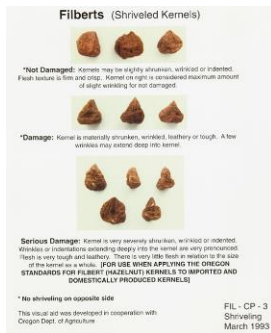 Filberts (Shriveled Kernels)
*Not Damaged: Kernels may be slightly shrunken, wrinkled or indented.
Flesh texture is firm and crisp. Kernel on right is considered maximum amount
of slight wrinkling for not damaged.
*Damage: Kernel is materially shrunken, wrinkled, leathery or tough. A few
wrinkles may extend deep into kernel.
Serious Damage: Kernel is very severely shrunken, wrinkled or indented.
Wrinkles or indentations extending deeply into the kernel are very pronounced.
Flesh is very tough and leathery. There is very little flesh in relation to the size
of the kernel as a whole. [FOR USE WHEN APPLYING THE OREGON
STANDARDS FOR FILBERT (HAZELNUT) KERNELS TO IMPORTED AND
DOMESTICALLY PRODUCED KERNELS]
* No shriveling on opposite side
This visual aid was developed in cooperation with
Oregon Dept. of Agriculture
FIL - CP - 3
Shriveling
March 1993